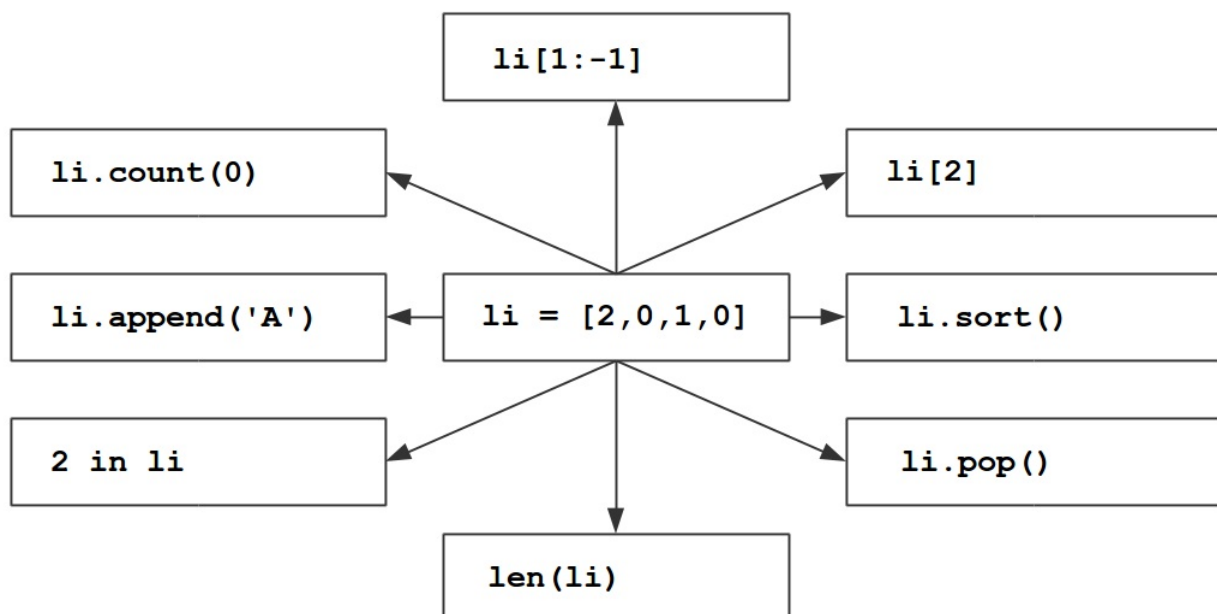 li[1:-1]
li.count(0)
li[2]
li.append('A')
li = [2,0,1,0]
li.sort()
2 in li
li.pop()
len(li)